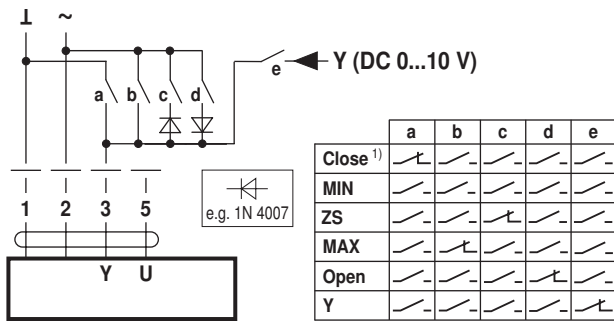 ⊥ ~
e Y (DC 0...10 V)
a b c d
a b c d e
Close 1)
MIN
ZS
MAX
Open
Y
e.g. 1N 4007
1 2 3 5
Y U